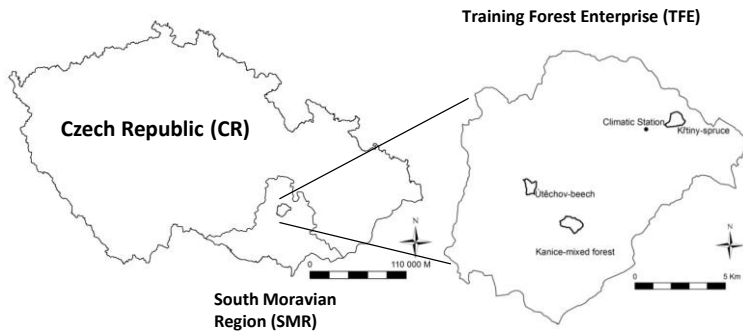 Training Forest Enterprise (TFE)
Czech Republic (CR)
Climatic Station
Křtiny-spruce
Útěchov-beech
Kanice-mixed forest
N
N
0 110 000 M
0 5 Km
South Moravian
Region (SMR)